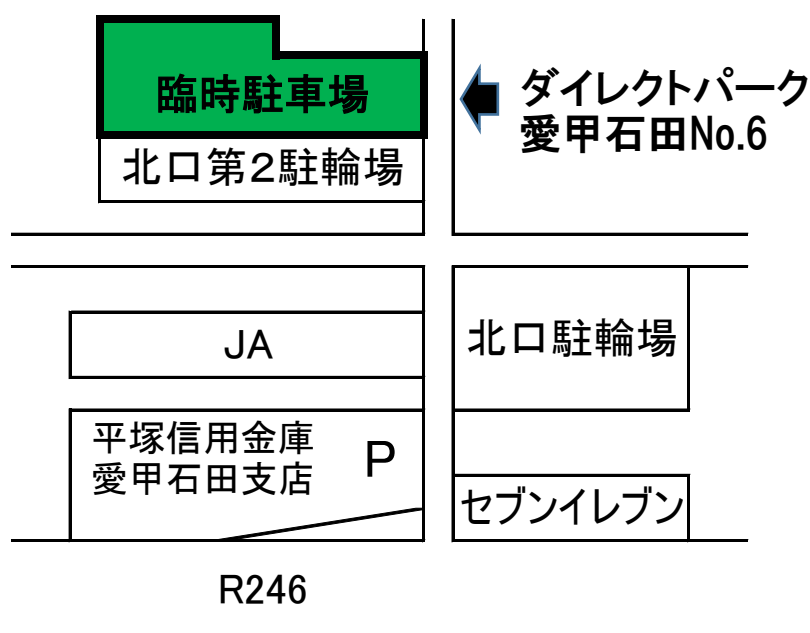 臨時駐車場
ダイレクトパーク
愛甲石田No.6
北口第2駐輪場
JA
北口駐輪場
平塚信用金庫
愛甲石田支店
P
セブンイレブン
R246